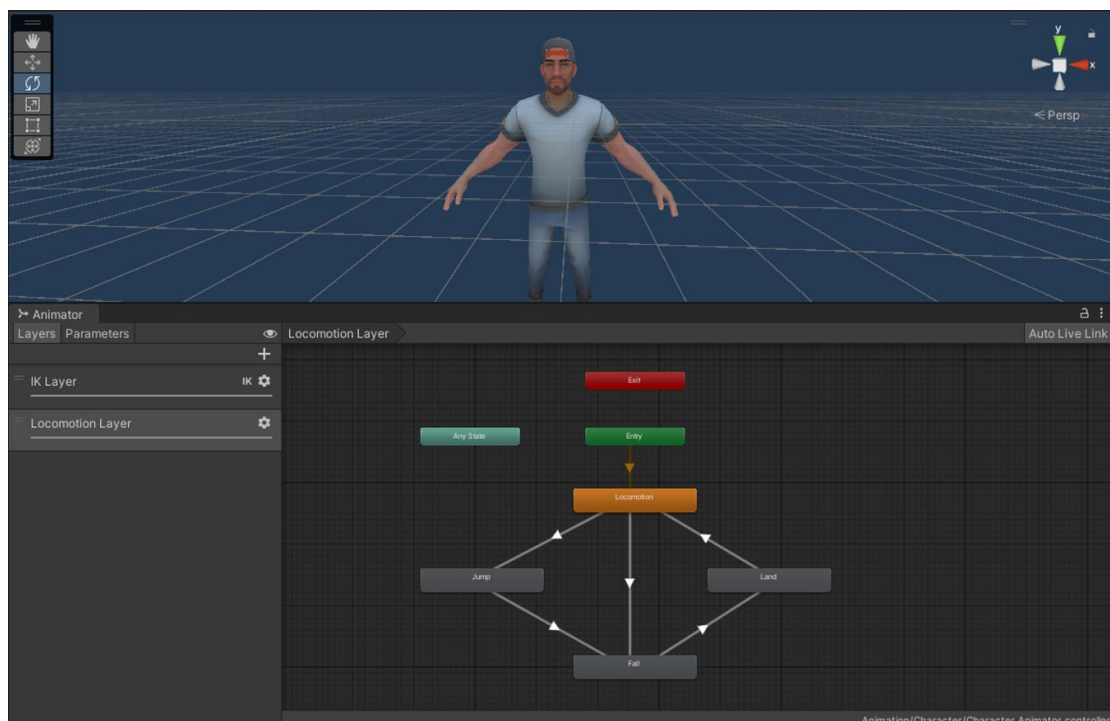 y
x
< Persp
Animator
Layers Parameters
Locomotion Layer
Auto Live Link
IK Layer IK
Locomotion Layer
Exit
Any State
Entry
Locomotion
Jump
Land
Fall
Animation/Character/Character Animator.controller